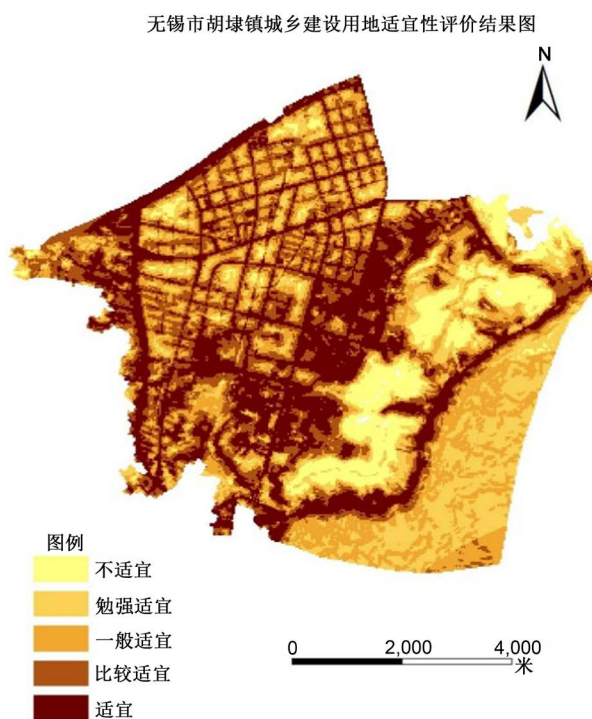 无锡市胡埭镇城乡建设用地适宜性评价结果图
N
图例
不适宜
勉强适宜
一般适宜
比较适宜
适宜
0 2,000 4,000
米